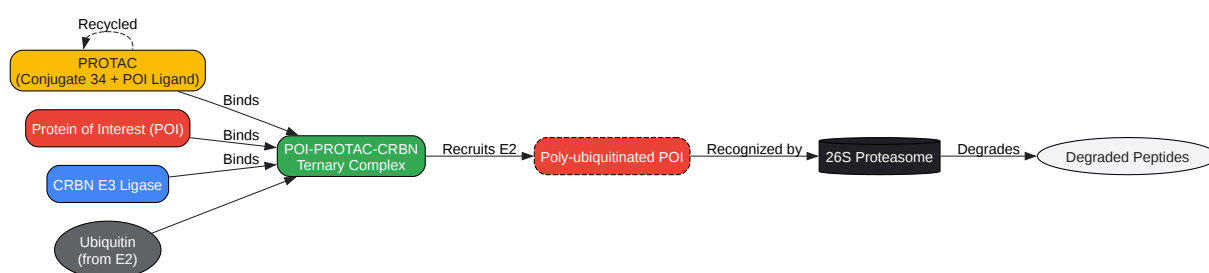 Recycled
PROTAC
(Conjugate 34 + POI Ligand)
Binds
Protein of Interest (POI)
Binds
CRBN E3 Ligase
Binds
Ubiquitin
(from E2)
POI-PROTAC-CRBN
Ternary Complex
Recruits E2
Poly-ubiquitinated POI
Recognized by
26S Proteasome
Degrades
Degraded Peptides